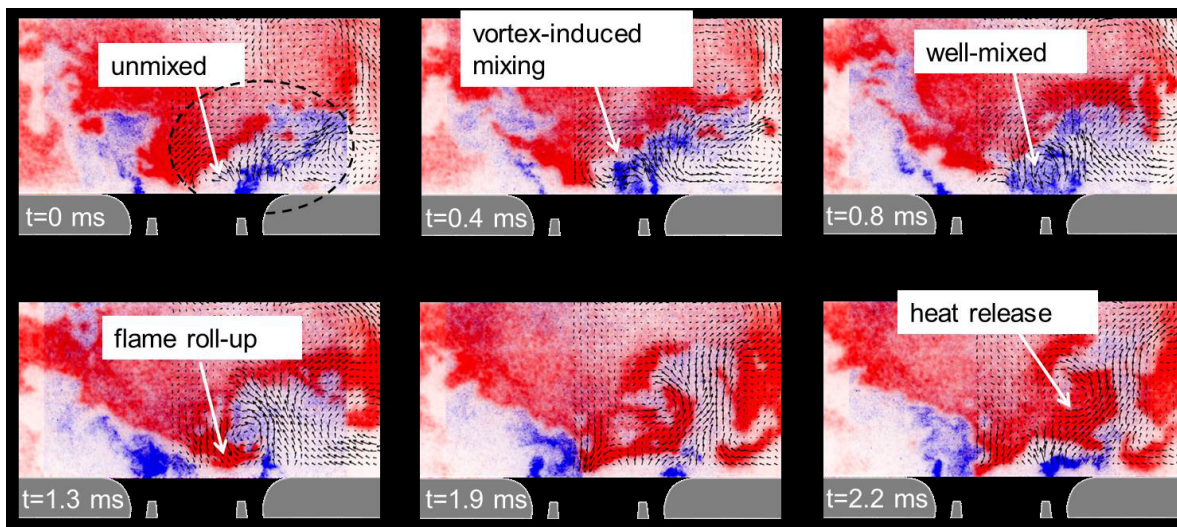 unmixed
vortex-induced
mixing
well-mixed
t=0 ms
t=0.4 ms
t=0.8 ms
flame roll-up
heat release
t=1.3 ms
t=1.9 ms
t=2.2 ms